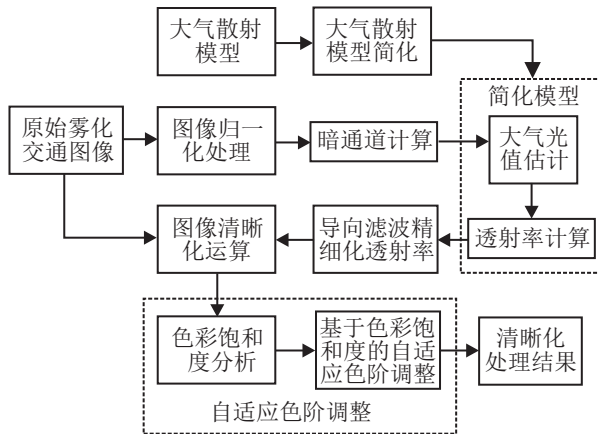 大气散射
模型
大气散射
模型简化
简化模型
原始雾化
交通图像
图像归一
化处理
暗通道计算
大气光
值估计
图像清晰
化运算
导向滤波精
细化透射率
透射率计算
色彩饱和
度分析
基于色彩饱
和度的自适
应色阶调整
清晰化
处理结果
自适应色阶调整